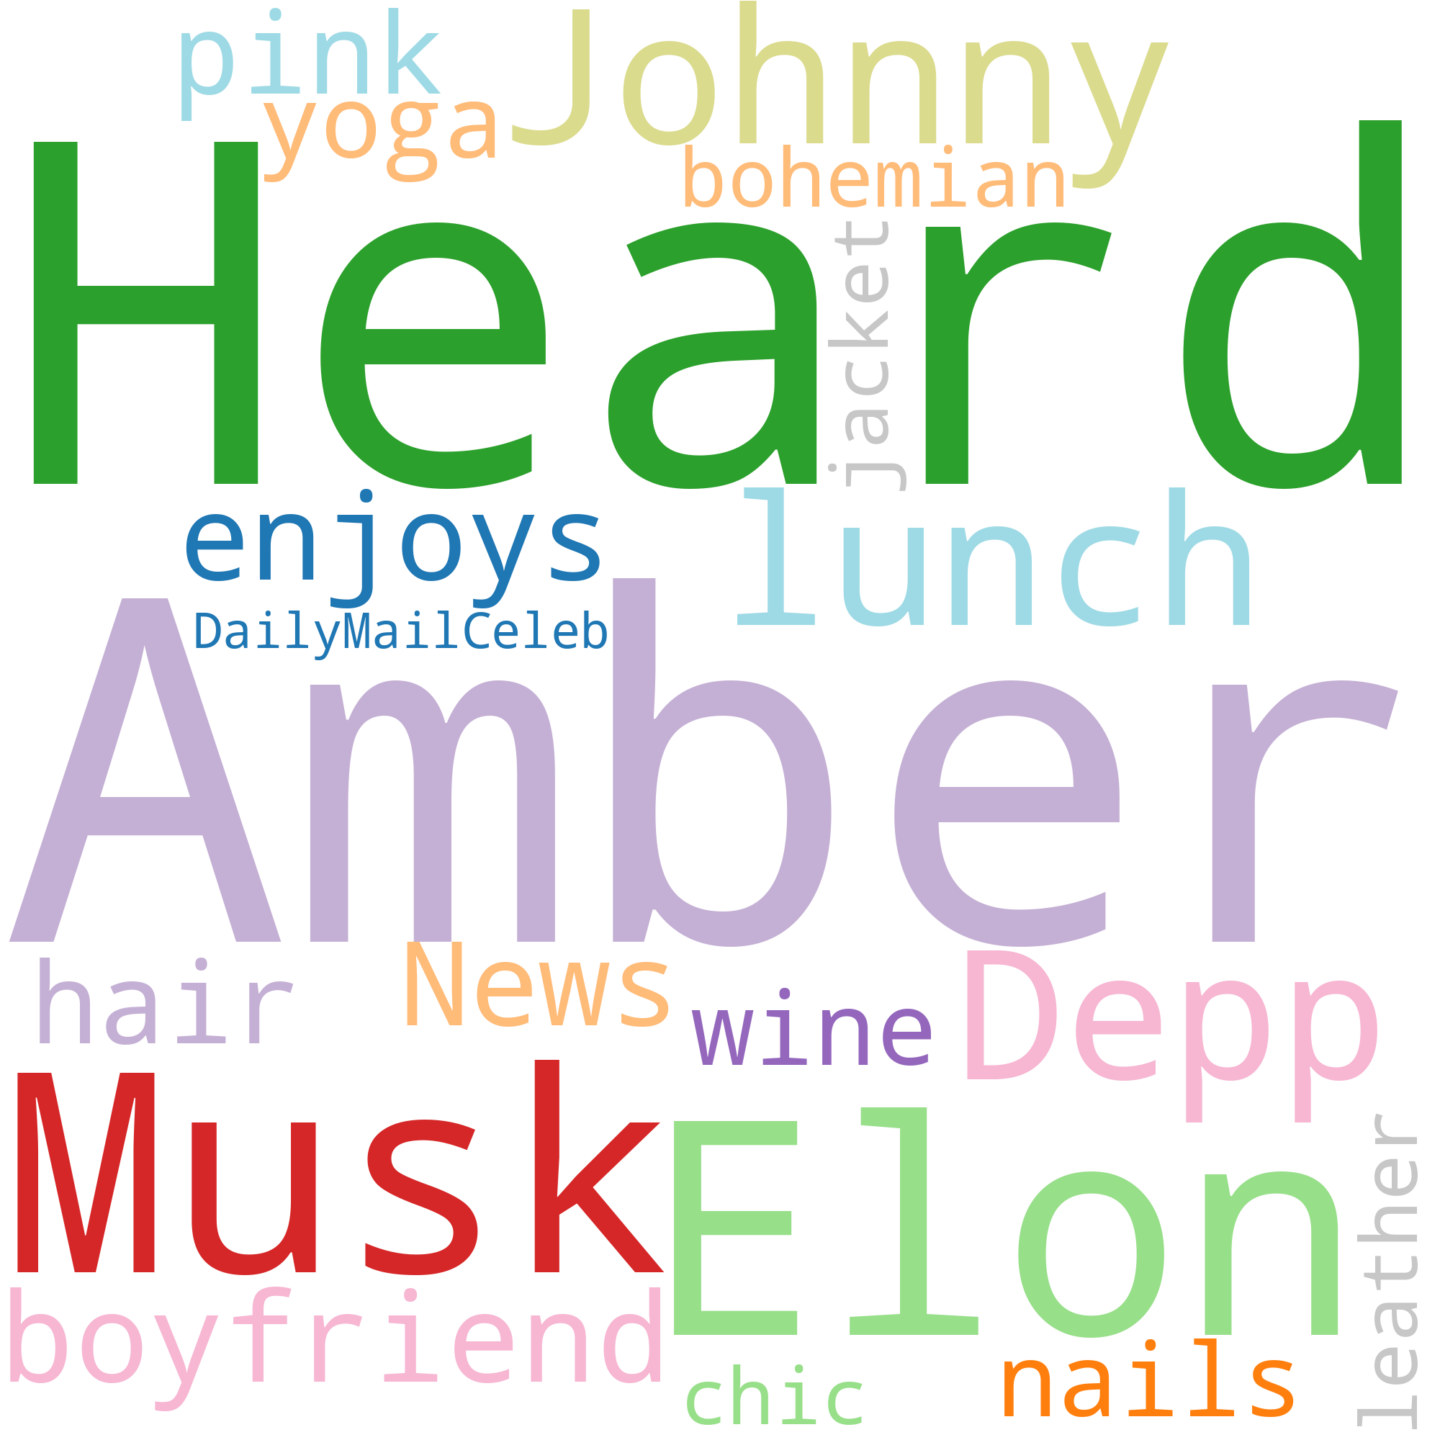 pink
Johnny
yoga
bohemian
Heard
jacket
enjoys
lunch
DailyMailCeleb
Amber
hair
News
wine
Depp
Musk
Elon
leather
boyfriend
chic
nails